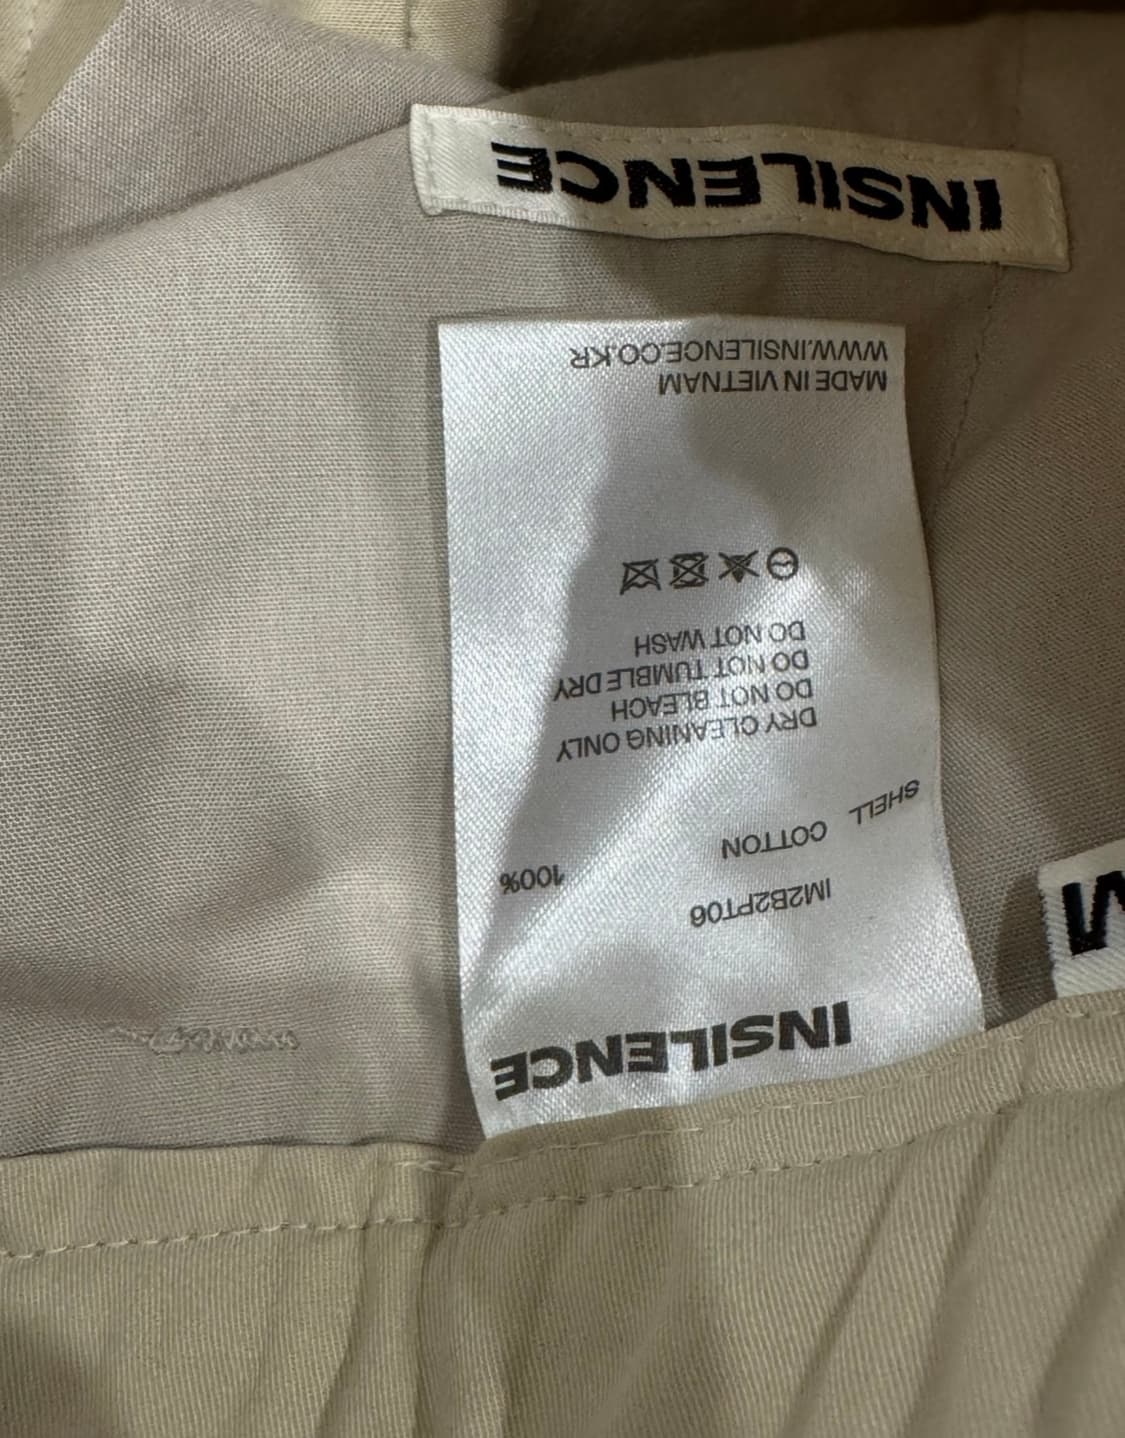 INSILENCE
INSILENCE
IM2B2PT06
SHELL COTTON 100%
DRY CLEANING ONLY
DO NOT BLEACH
DO NOT TUMBLE DRY
DO NOT WASH
MADE IN VIETNAM
WWW.INSILENCE.CO.KR
M